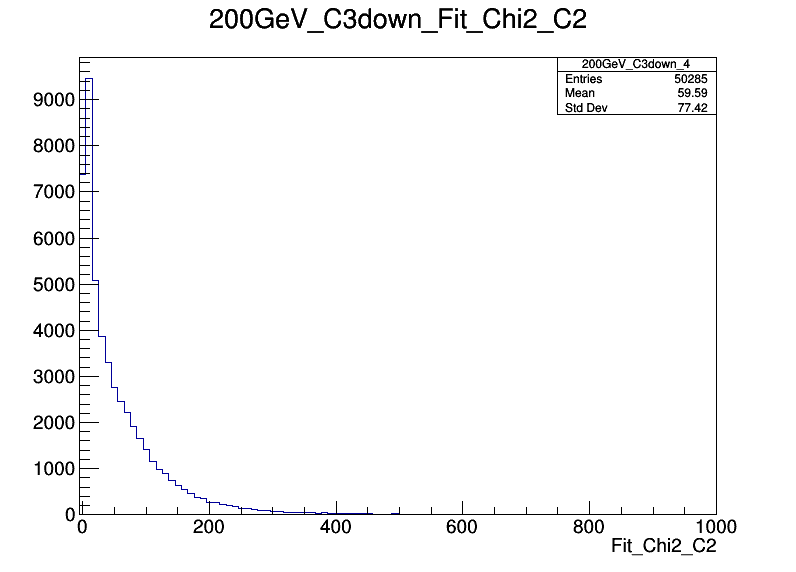 200GeV_C3down_Fit_Chi2_C2
200GeV_C3down_4
Entries 50285
Mean 59.59
Std Dev 77.42
9000
8000
7000
6000
5000
4000
3000
2000
1000
0
0 200 400 600 800 1000
Fit_Chi2_C2